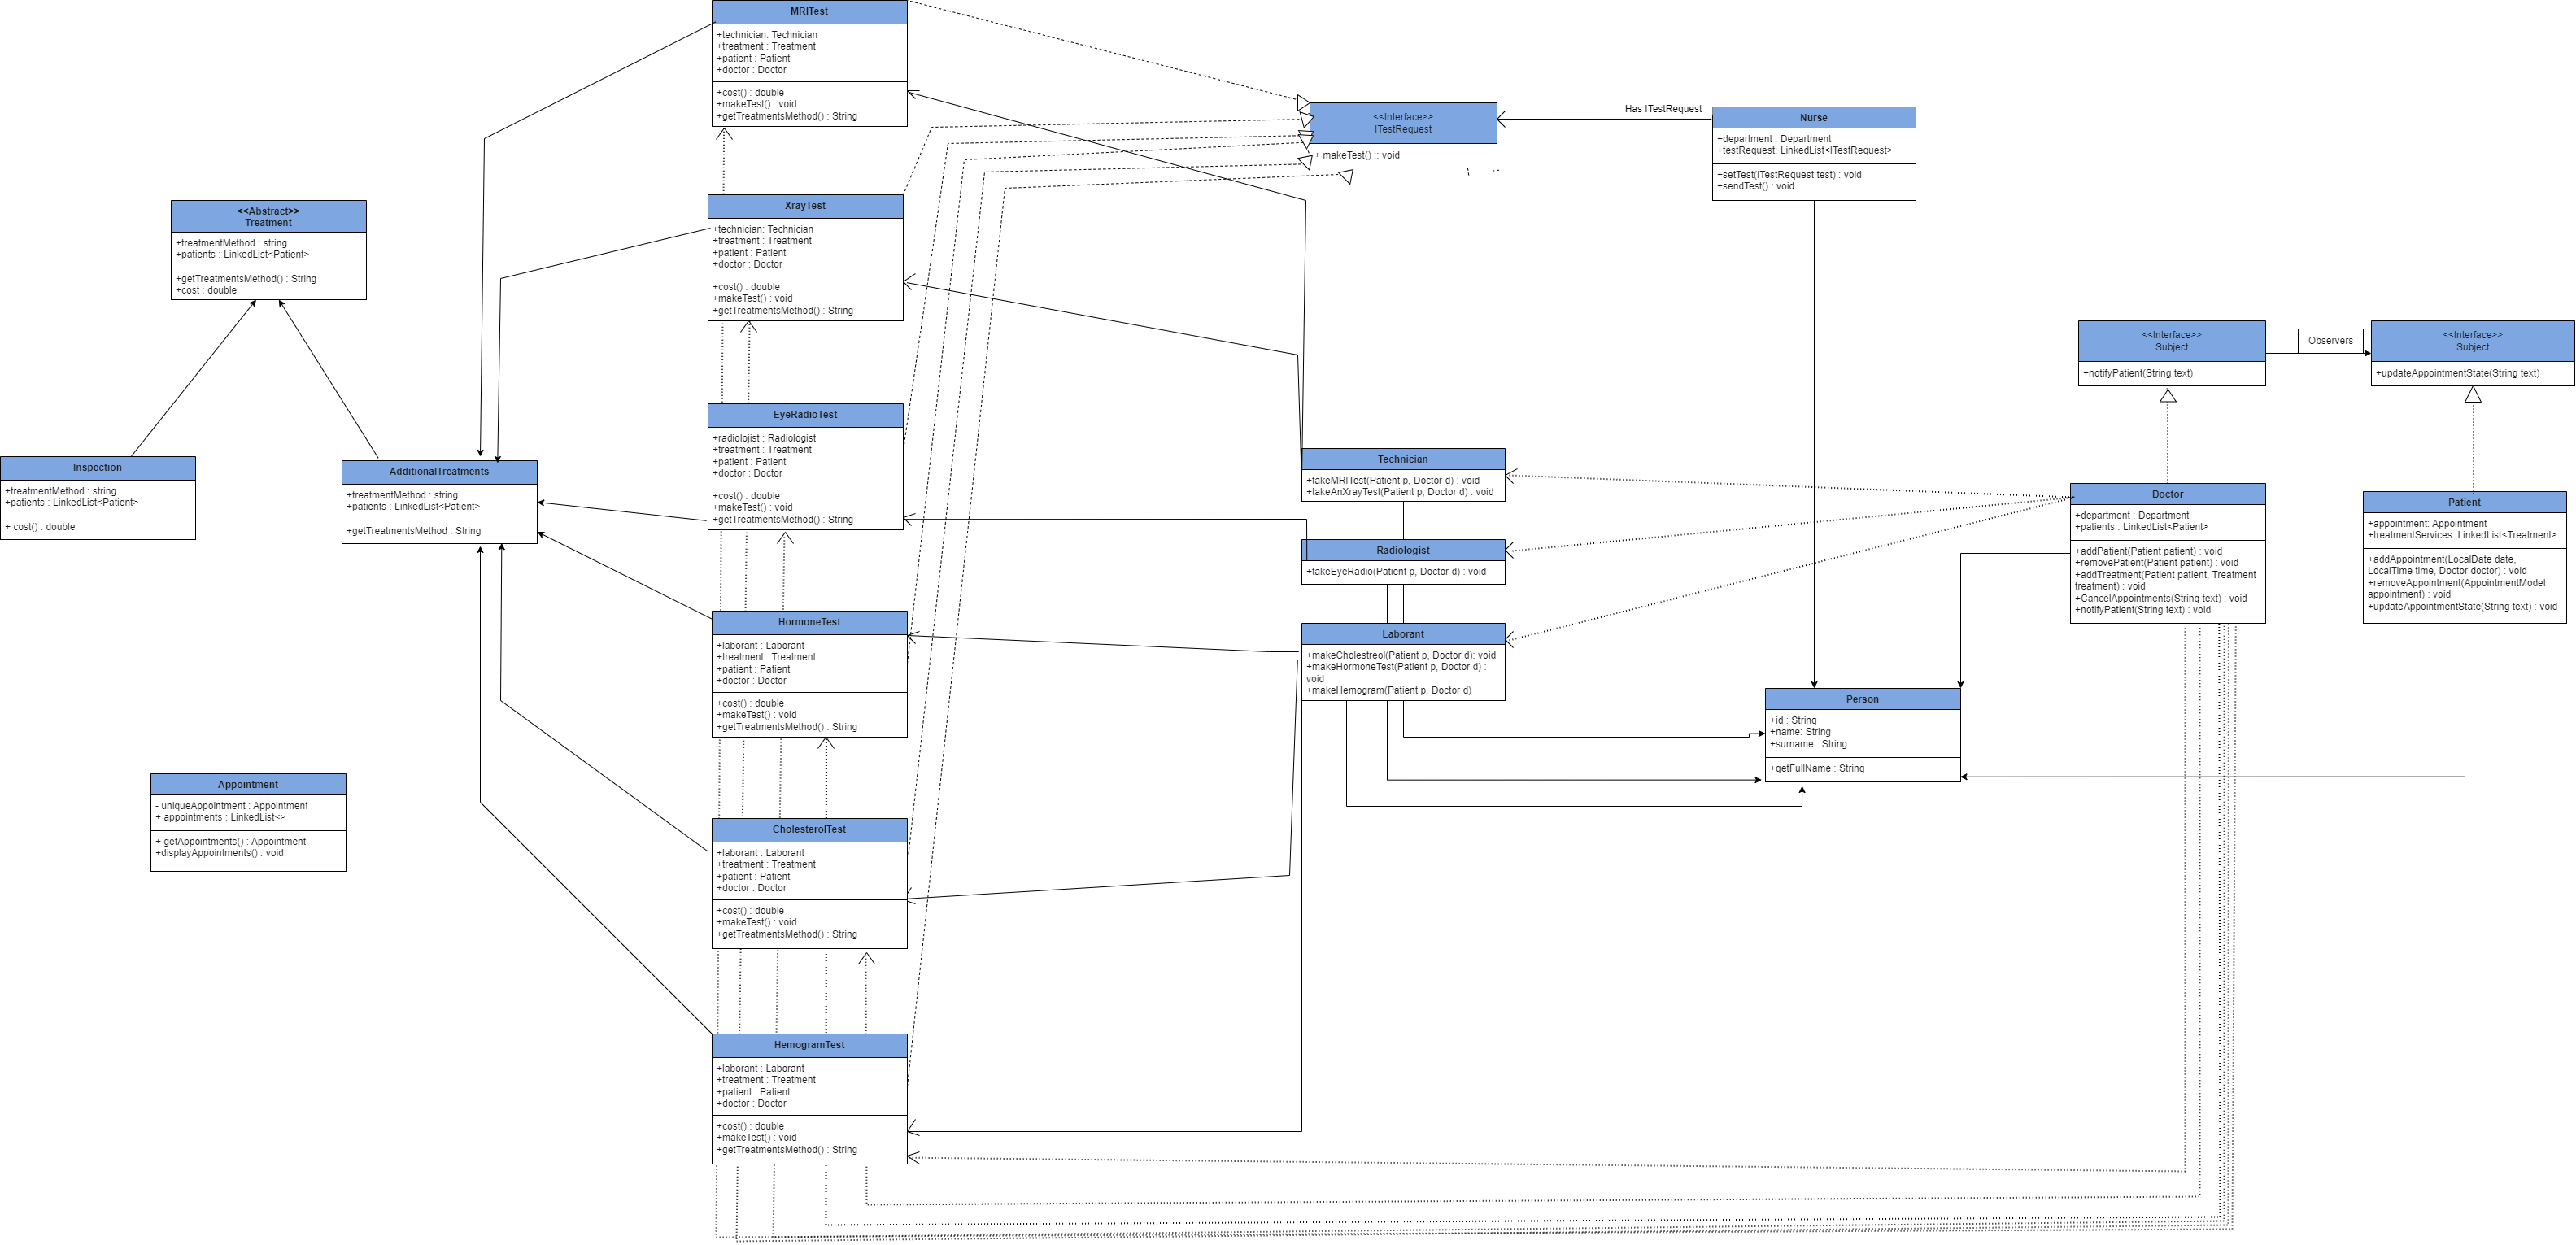 MRITest
+technician: Technician
+treatment : Treatment
+patient : Patient
+doctor : Doctor
+cost() : double
+makeTest() : void
+getTreatmentsMethod() : String
<<Interface>>
ITestRequest
+ makeTest() :: void
Has ITestRequest
Nurse
+department : Department
+testRequest: LinkedList<ITestRequest>
+setTest(ITestRequest test) : void
+sendTest() : void
<<Abstract>>
Treatment
+treatmentMethod : string
+patients : LinkedList<Patient>
+getTreatmentsMethod() : String
+cost : double
XrayTest
+technician: Technician
+treatment : Treatment
+patient : Patient
+doctor : Doctor
+cost() : double
+makeTest() : void
+getTreatmentsMethod() : String
<<Interface>>
Subject
+notifyPatient(String text)
Observers
<<Interface>>
Subject
+updateAppointmentState(String text)
EyeRadioTest
+radiolojist : Radiologist
+treatment : Treatment
+patient : Patient
+doctor : Doctor
+cost() : double
+makeTest() : void
+getTreatmentsMethod() : String
Inspection
+treatmentMethod : string
+patients : LinkedList<Patient>
+ cost() : double
AdditionalTreatments
+treatmentMethod : string
+patients : LinkedList<Patient>
+getTreatmentsMethod : String
Technician
+takeMRITest(Patient p, Doctor d) : void
+takeAnXrayTest(Patient p, Doctor d) : void
Radiologist
+takeEyeRadio(Patient p, Doctor d) : void
Laborant
+makeCholestreol(Patient p, Doctor d): void
+makeHormoneTest(Patient p, Doctor d) :
void
+makeHemogram(Patient p, Doctor d)
Doctor
+department : Department
+patients : LinkedList<Patient>
+addPatient(Patient patient) : void
+removePatient(Patient patient) : void
+addTreatment(Patient patient, Treatment
treatment) : void
+CancelAppointments(String text) : void
+notifyPatient(String text) : void
Patient
+appointment: Appointment
+treatmentServices: LinkedList<Treatment>
+addAppointment(LocalDate date,
LocalTime time, Doctor doctor) : void
+removeAppointment(AppointmentModel
appointment) : void
+updateAppointmentState(String text) : void
HormoneTest
+laborant : Laborant
+treatment : Treatment
+patient : Patient
+doctor : Doctor
+cost() : double
+makeTest() : void
+getTreatmentsMethod() : String
Person
+id : String
+name: String
+surname : String
+getFullName : String
Appointment
- uniqueAppointment : Appointment
+ appointments : LinkedList<>
+ getAppointments() : Appointment
+displayAppointments() : void
CholesterolTest
+laborant : Laborant
+treatment : Treatment
+patient : Patient
+doctor : Doctor
+cost() : double
+makeTest() : void
+getTreatmentsMethod() : String
HemogramTest
+laborant : Laborant
+treatment : Treatment
+patient : Patient
+doctor : Doctor
+cost() : double
+makeTest() : void
+getTreatmentsMethod() : String